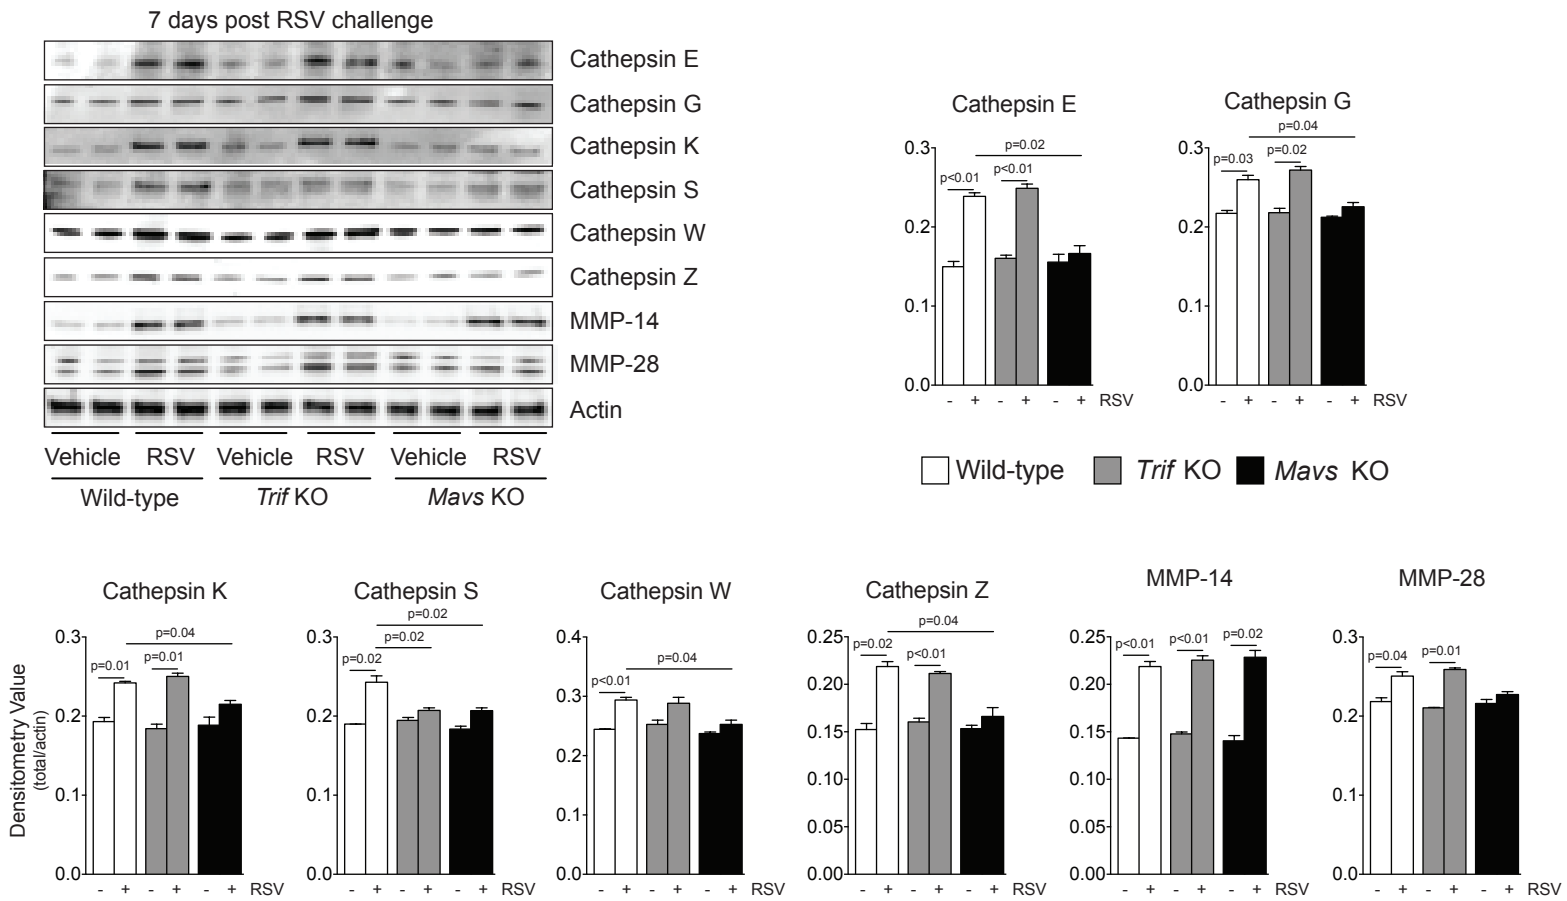 7 days post RSV challenge
Cathepsin E
Cathepsin G
Cathepsin K
Cathepsin S
Cathepsin W
Cathepsin Z
MMP-14
MMP-28
Actin
Vehicle RSV Vehicle RSV Vehicle RSV
Wild-type Trif KO Mavs KO
Cathepsin E
p=0.02
p<0.01 p<0.01
0.3
0.2
0.1
0.0
- + - + - + RSV
Cathepsin G
p=0.04
p=0.03 p=0.02
0.3
0.2
0.1
0.0
- + - + - + RSV
Wild-type Trif KO Mavs KO
Densitometry Value
(total/actin)
Cathepsin K
p=0.04
p=0.01 p=0.01
0.3
0.2
0.1
0.0
- + - + - + RSV
Cathepsin S
p=0.02
p=0.02
p=0.02
0.3
0.2
0.1
0.0
- + - + - + RSV
Cathepsin W
p=0.04
p<0.01
0.4
0.3
0.2
0.1
0.0
- + - + - + RSV
Cathepsin Z
p=0.04
p=0.02 p<0.01
0.25
0.20
0.15
0.10
0.05
0.00
- + - + - + RSV
MMP-14
p<0.01 p<0.01 p=0.02
0.25
0.20
0.15
0.10
0.05
0.00
- + - + - + RSV
MMP-28
p=0.04 p=0.01
0.3
0.2
0.1
0.0
- + - + - + RSV